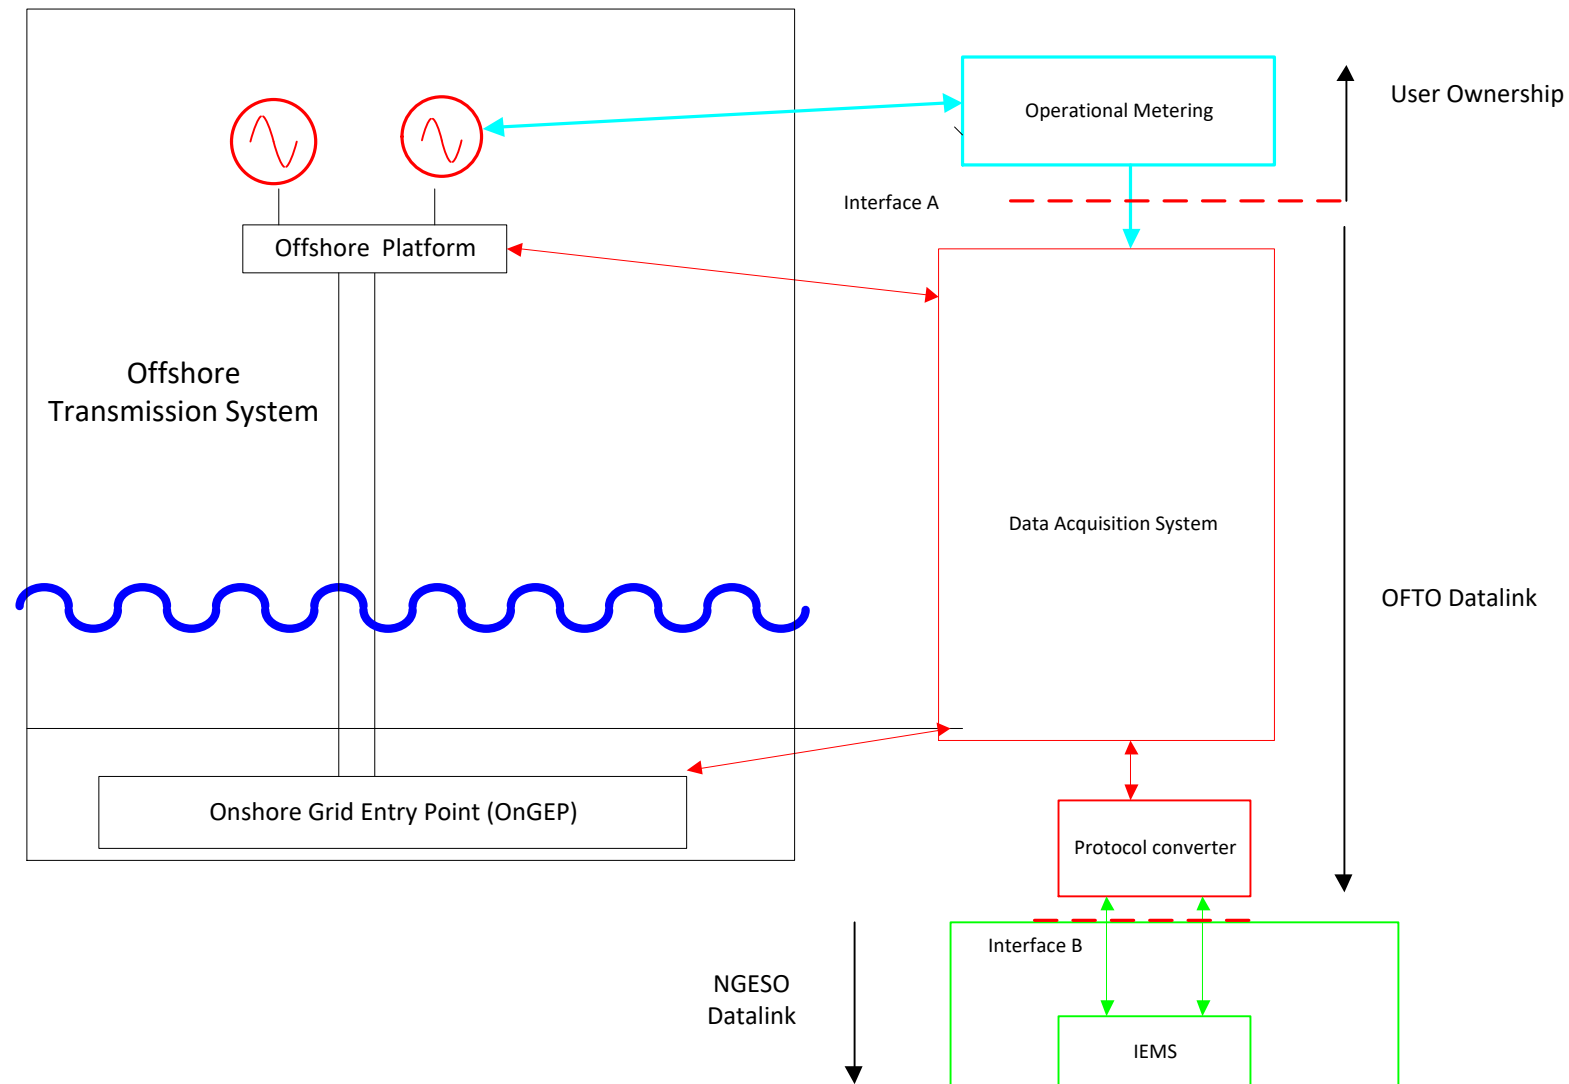 Operational Metering
User Ownership
Interface A
Offshore  Platform
Offshore
Transmission System
Data Acquisition System
OFTO Datalink
Onshore Grid Entry Point (OnGEP)
Protocol converter
Interface B
NGESO
Datalink
IEMS